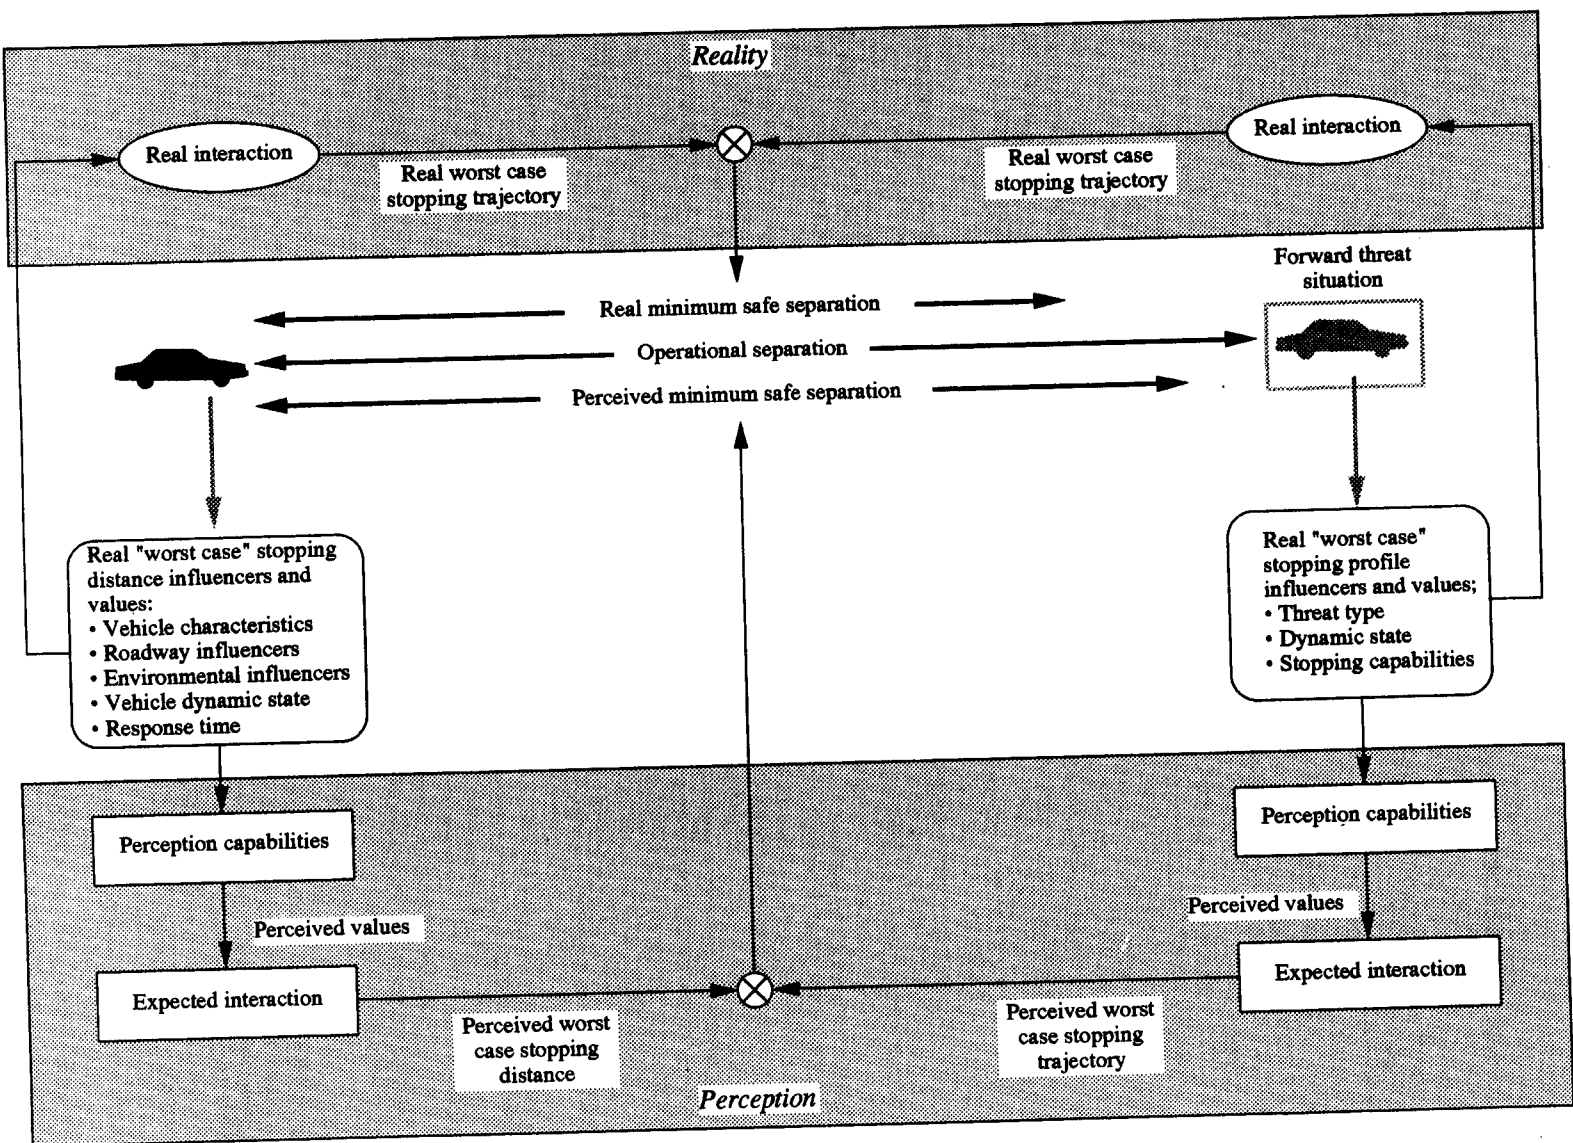 Reality
Real interaction
Real worst case
stopping trajectory
Real worst case
stopping trajectory
Real interaction
Forward threat
situation
Real minimum safe separation
Operational separation
Perceived minimum safe separation
Real "worst case" stopping
distance influencers and
values:
• Vehicle characteristics
• Roadway influencers
• Environmental influencers
• Vehicle dynamic state
• Response time
Real "worst case"
stopping profile
influencers and values;
• Threat type
• Dynamic state
• Stopping capabilities
Perception capabilities
Perceived values
Expected interaction
Perceived worst
case stopping
distance
Perception capabilities
Perceived values
Expected interaction
Perceived worst
case stopping
trajectory
Perception